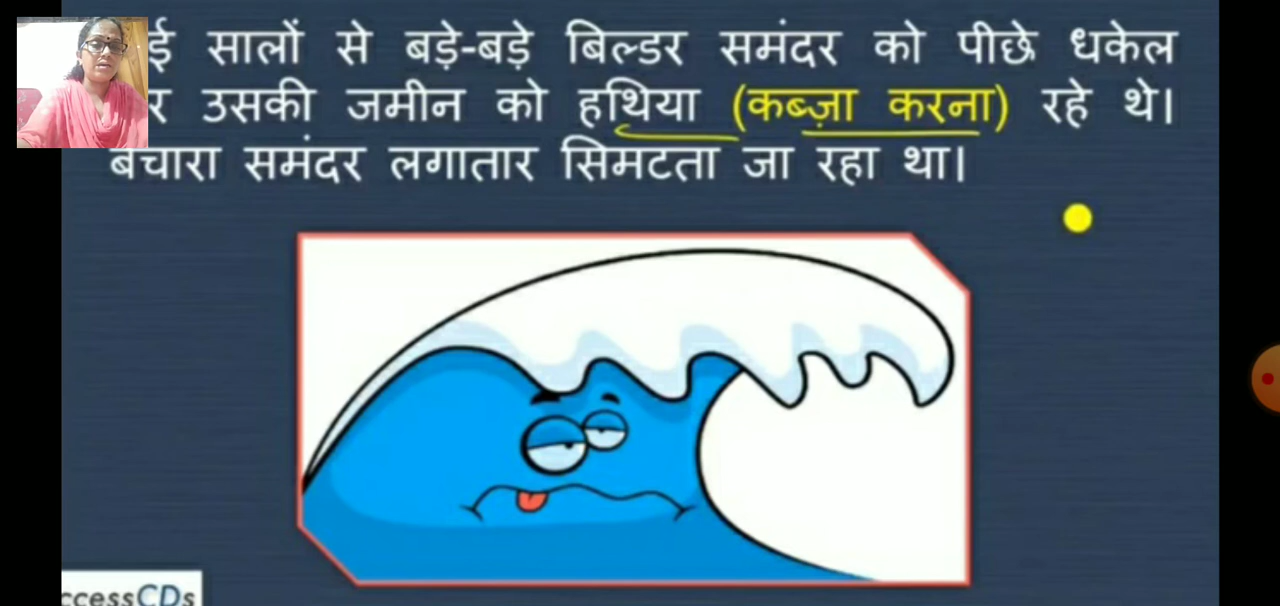 सालों से बड़े-बड़े बिल्डर समंदर को पीछे धकेल
उसकी जमीन को हथिया (कब्ज़ा करना) रहे थे।
बेचारा समंदर लगातार सिमटता जा रहा था।
ccessCDs